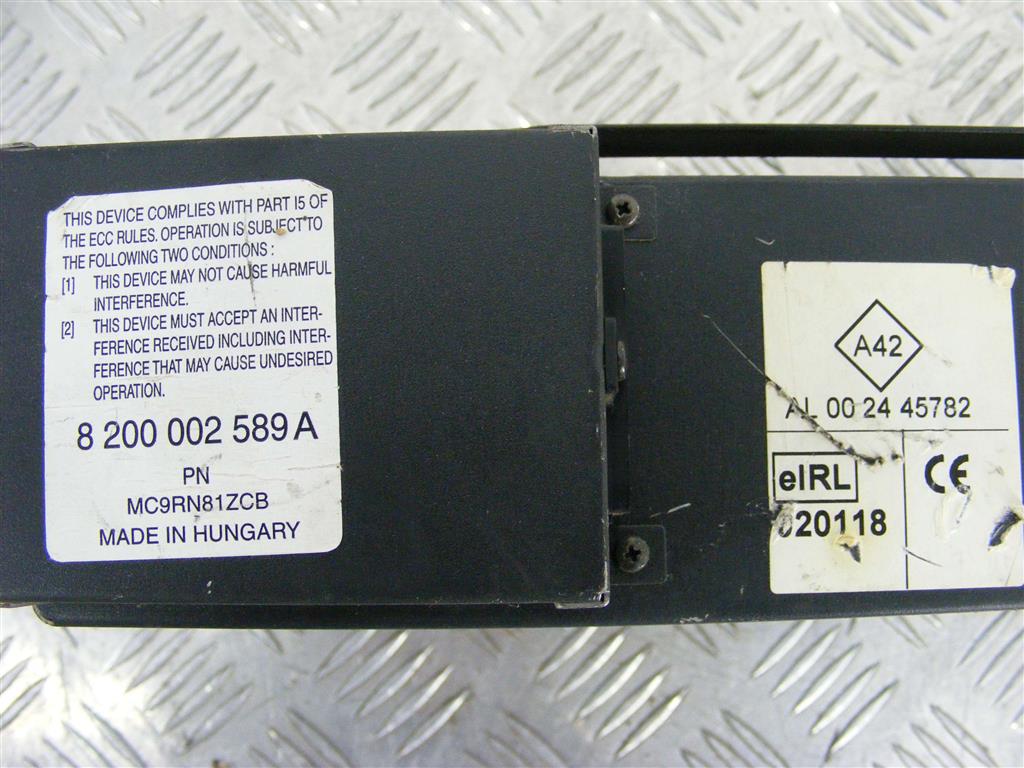 THIS DEVICE COMPLIES WITH PART I5 OF
THE ECC RULES. OPERATION IS SUBJECT TO
THE FOLLOWING TWO CONDITIONS :
[1] THIS DEVICE MAY NOT CAUSE HARMFUL
INTERFERENCE.
[2] THIS DEVICE MUST ACCEPT AN INTER-
FERENCE RECEIVED INCLUDING INTER-
FERENCE THAT MAY CAUSE UNDESIRED
OPERATION.
8 200 002 589 A
PN
MC9RN81ZCB
MADE IN HUNGARY
A42
AL 00 24 45782
eIRL
020118
CE